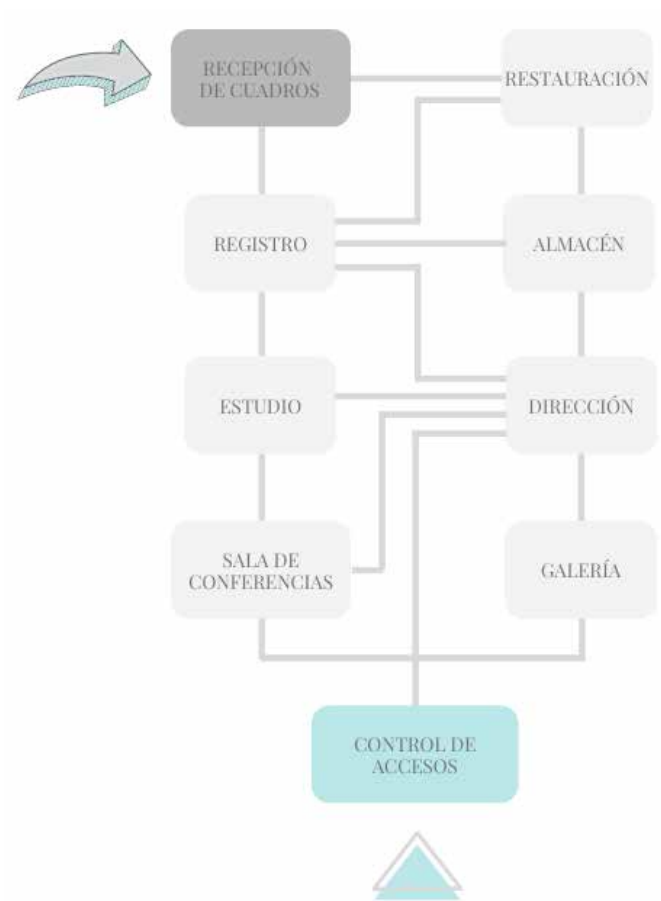 RECEPCIÓN
DE CUADROS
RESTAURACIÓN
REGISTRO
ALMACÉN
ESTUDIO
DIRECCIÓN
SALA DE
CONFERENCIAS
GALERÍA
CONTROL DE
ACCESOS